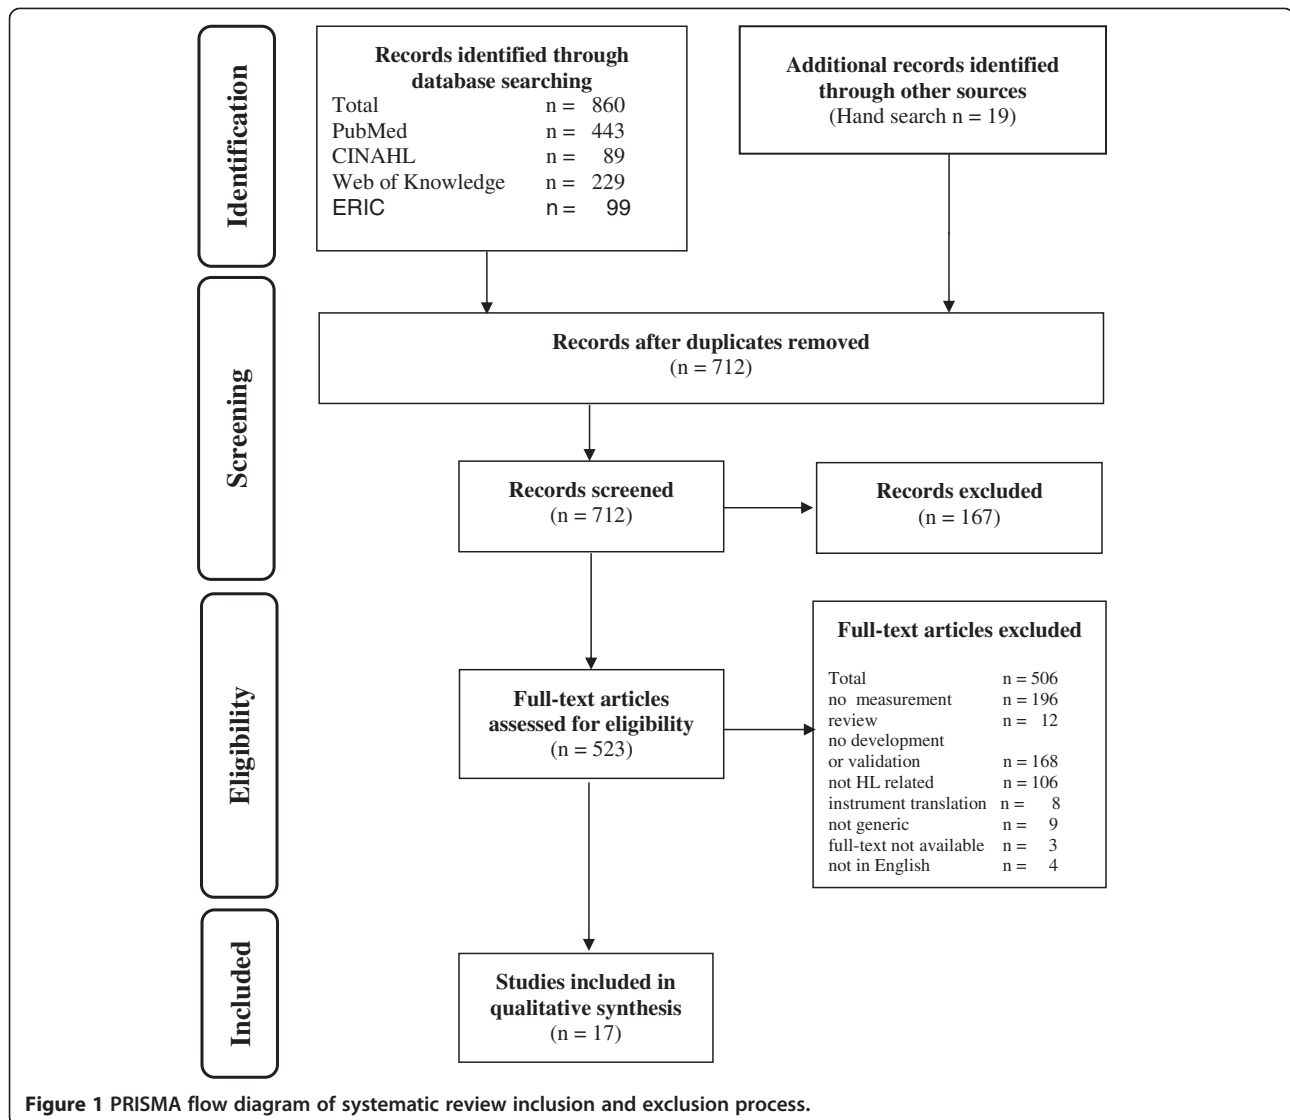 Identification
Records identified through
database searching
Total n = 860
PubMed n = 443
CINAHL n = 89
Web of Knowledge n = 229
ERIC n = 99
Additional records identified
through other sources
(Hand search n = 19)
Screening
Records after duplicates removed
(n = 712)
Records screened
(n = 712)
Records excluded
(n = 167)
Eligibility
Full-text articles
assessed for eligibility
(n = 523)
Full-text articles excluded
Total n = 506
no measurement n = 196
review n = 12
no development
or validation n = 168
not HL related n = 106
instrument translation n = 8
not generic n = 9
full-text not available n = 3
not in English n = 4
Included
Studies included in
qualitative synthesis
(n = 17)
Figure 1 PRISMA flow diagram of systematic review inclusion and exclusion process.